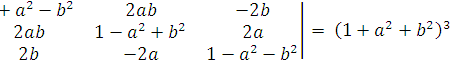 + a² − b² 2ab −2b
2ab 1 − a² + b² 2a = (1 + a² + b²)³
2b −2a 1 − a² − b²